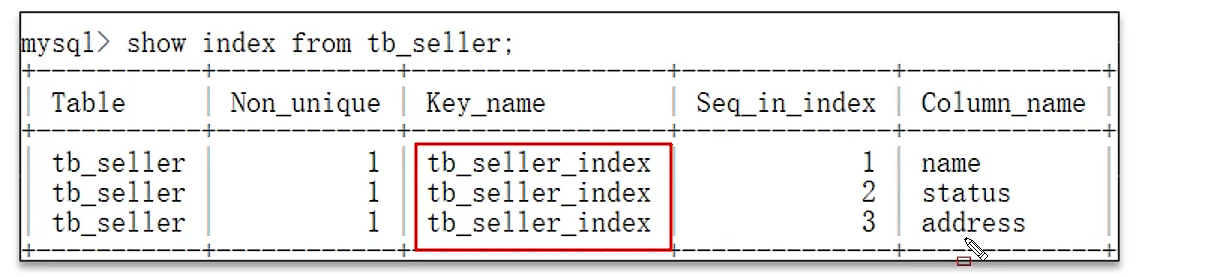 mysql> show index from tb_seller;
+-----------+-----------+---------------+-------------+------------+
| Table | Non_unique | Key_name | Seq_in_index | Column_name |
+-----------+-----------+---------------+-------------+------------+
| tb_seller | 1 | tb_seller_index | 1 | name |
| tb_seller | 1 | tb_seller_index | 2 | status |
| tb_seller | 1 | tb_seller_index | 3 | address |
+-----------+-----------+---------------+-------------+------------+